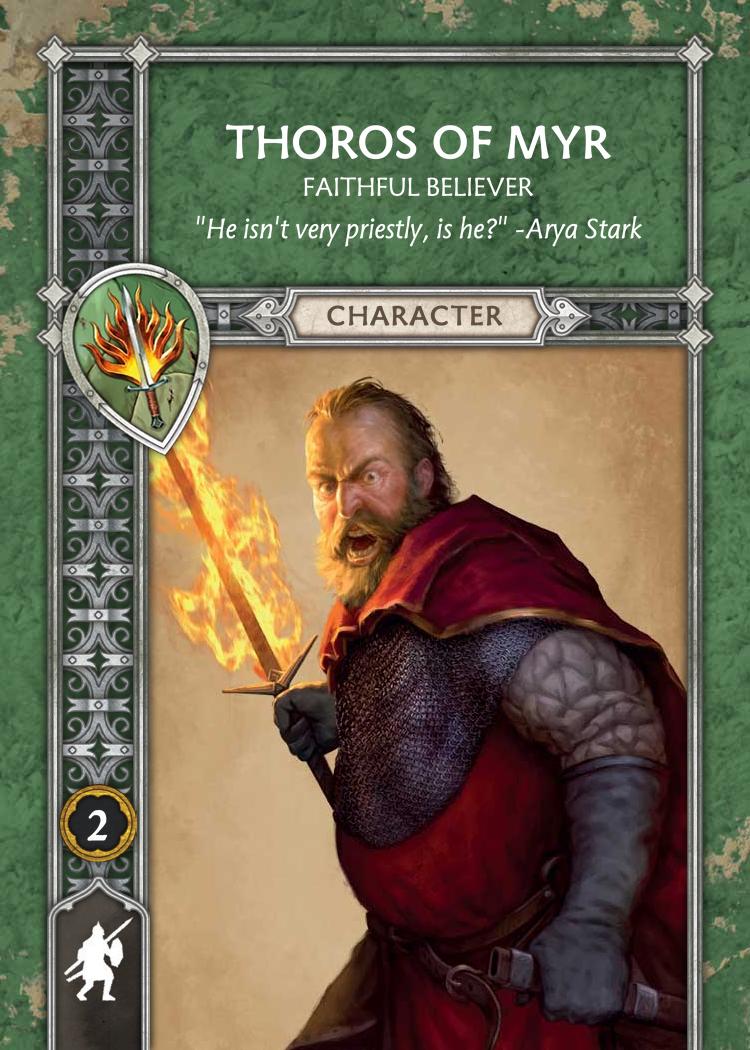 THOROS OF MYR
FAITHFUL BELIEVER
"He isn't very priestly, is he?" -Arya Stark
CHARACTER
2